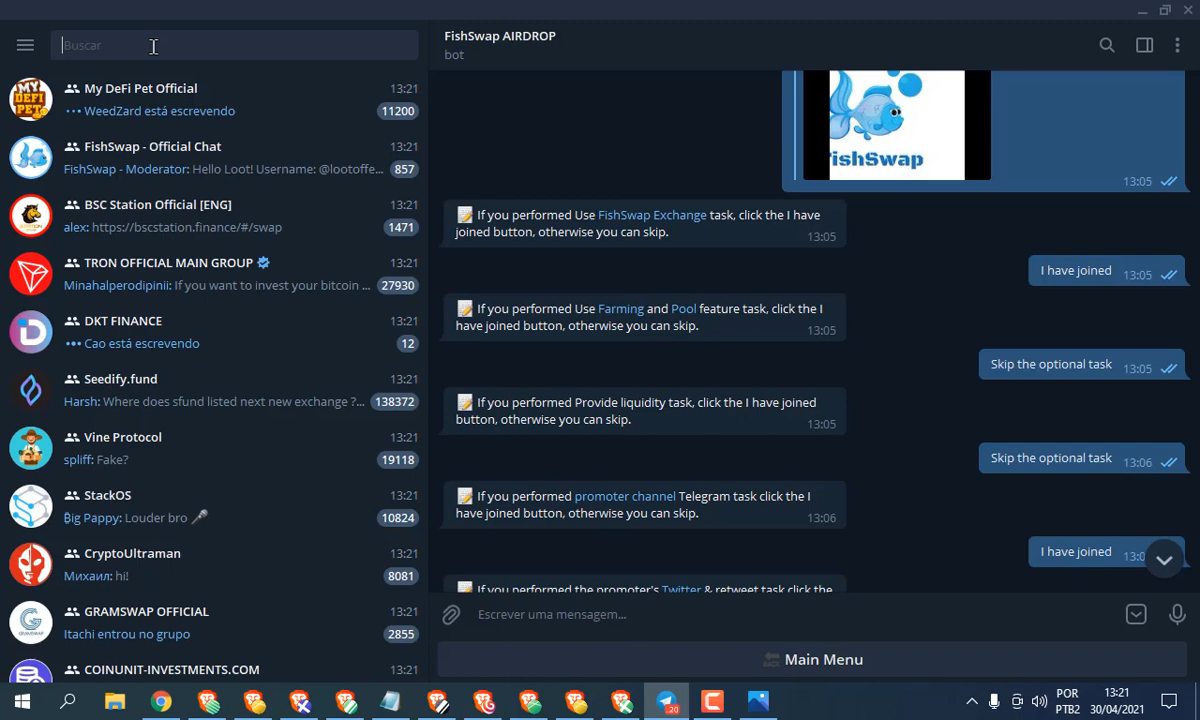 Buscar
My DeFi Pet Official 13:21
WeedZard está escrevendo 11200
FishSwap - Official Chat 13:21
FishSwap - Moderator: Hello Loot! Username: @lootoffe... 857
BSC Station Official [ENG] 13:21
alex: https://bscstation.finance/#/swap 1471
TRON OFFICIAL MAIN GROUP 13:21
Minahalperodipinii: If you want to invest your bitcoin ... 27930
DKT FINANCE 13:21
Cao está escrevendo 12
Seedify.fund 13:21
Harsh: Where does sfund listed next new exchange ?... 138372
Vine Protocol 13:21
spliff: Fake? 19118
StackOS 13:21
₿ig Pappy: Louder bro 🎤 10824
CryptoUltraman 13:21
Михаил: hi! 8081
GRAMSWAP OFFICIAL 13:21
Itachi entrou no grupo 2855
COINUNIT-INVESTMENTS.COM 13:21
MY DEFI PET
GRAMSWAP
FishSwap AIRDROP
bot
FishSwap
13:05
📝 If you performed Use FishSwap Exchange task, click the I have
joined button, otherwise you can skip. 13:05
I have joined 13:05
📝 If you performed Use Farming and Pool feature task, click the I
have joined button, otherwise you can skip. 13:05
Skip the optional task 13:05
📝 If you performed Provide liquidity task, click the I have joined
button, otherwise you can skip. 13:05
Skip the optional task 13:06
📝 If you performed promoter channel Telegram task click the I
have joined button, otherwise you can skip. 13:06
I have joined
📝 If you performed the promoter's Twitter & retweet task click the
Escrever uma mensagem...
Main Menu
..20
POR
PTB2
13:21
30/04/2021